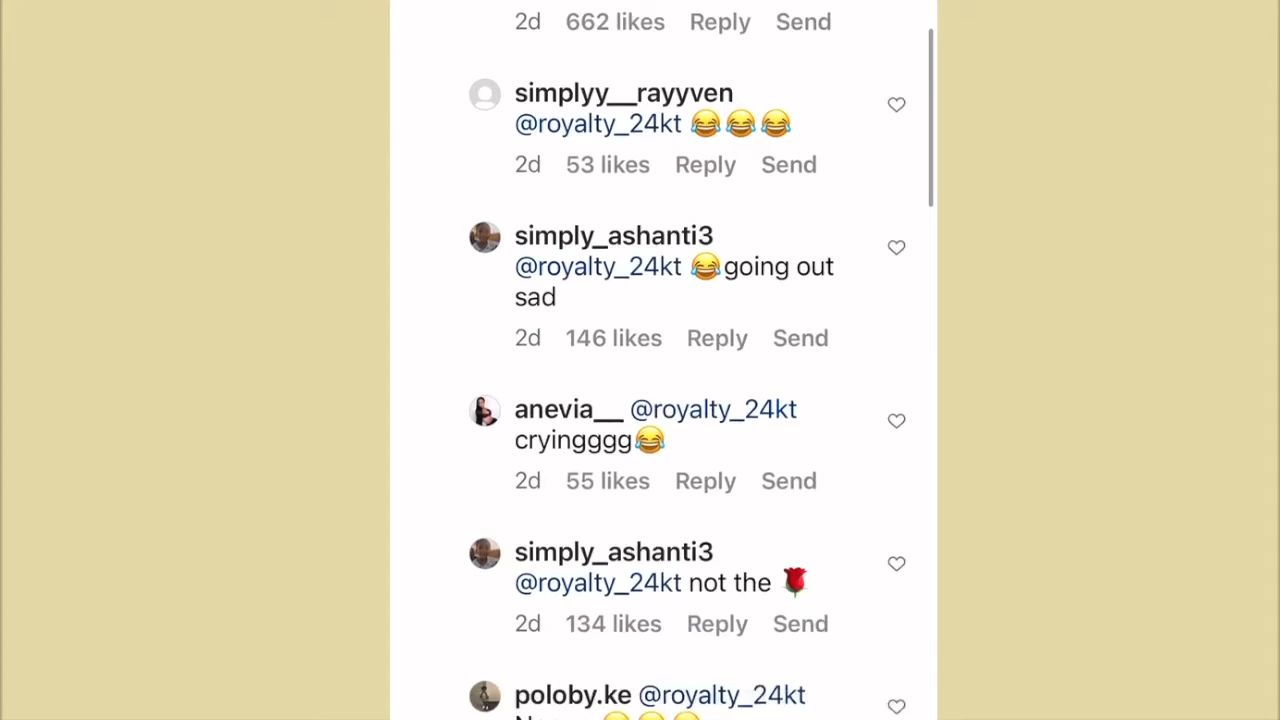 2d 662 likes Reply Send
simplyy__rayyven
@royalty_24kt 😂😂😂
2d 53 likes Reply Send
simply_ashanti3
@royalty_24kt 😂going out
sad
2d 146 likes Reply Send
anevia__ @royalty_24kt
cryingggg😂
2d 55 likes Reply Send
simply_ashanti3
@royalty_24kt not the 🌹
2d 134 likes Reply Send
poloby.ke @royalty_24kt